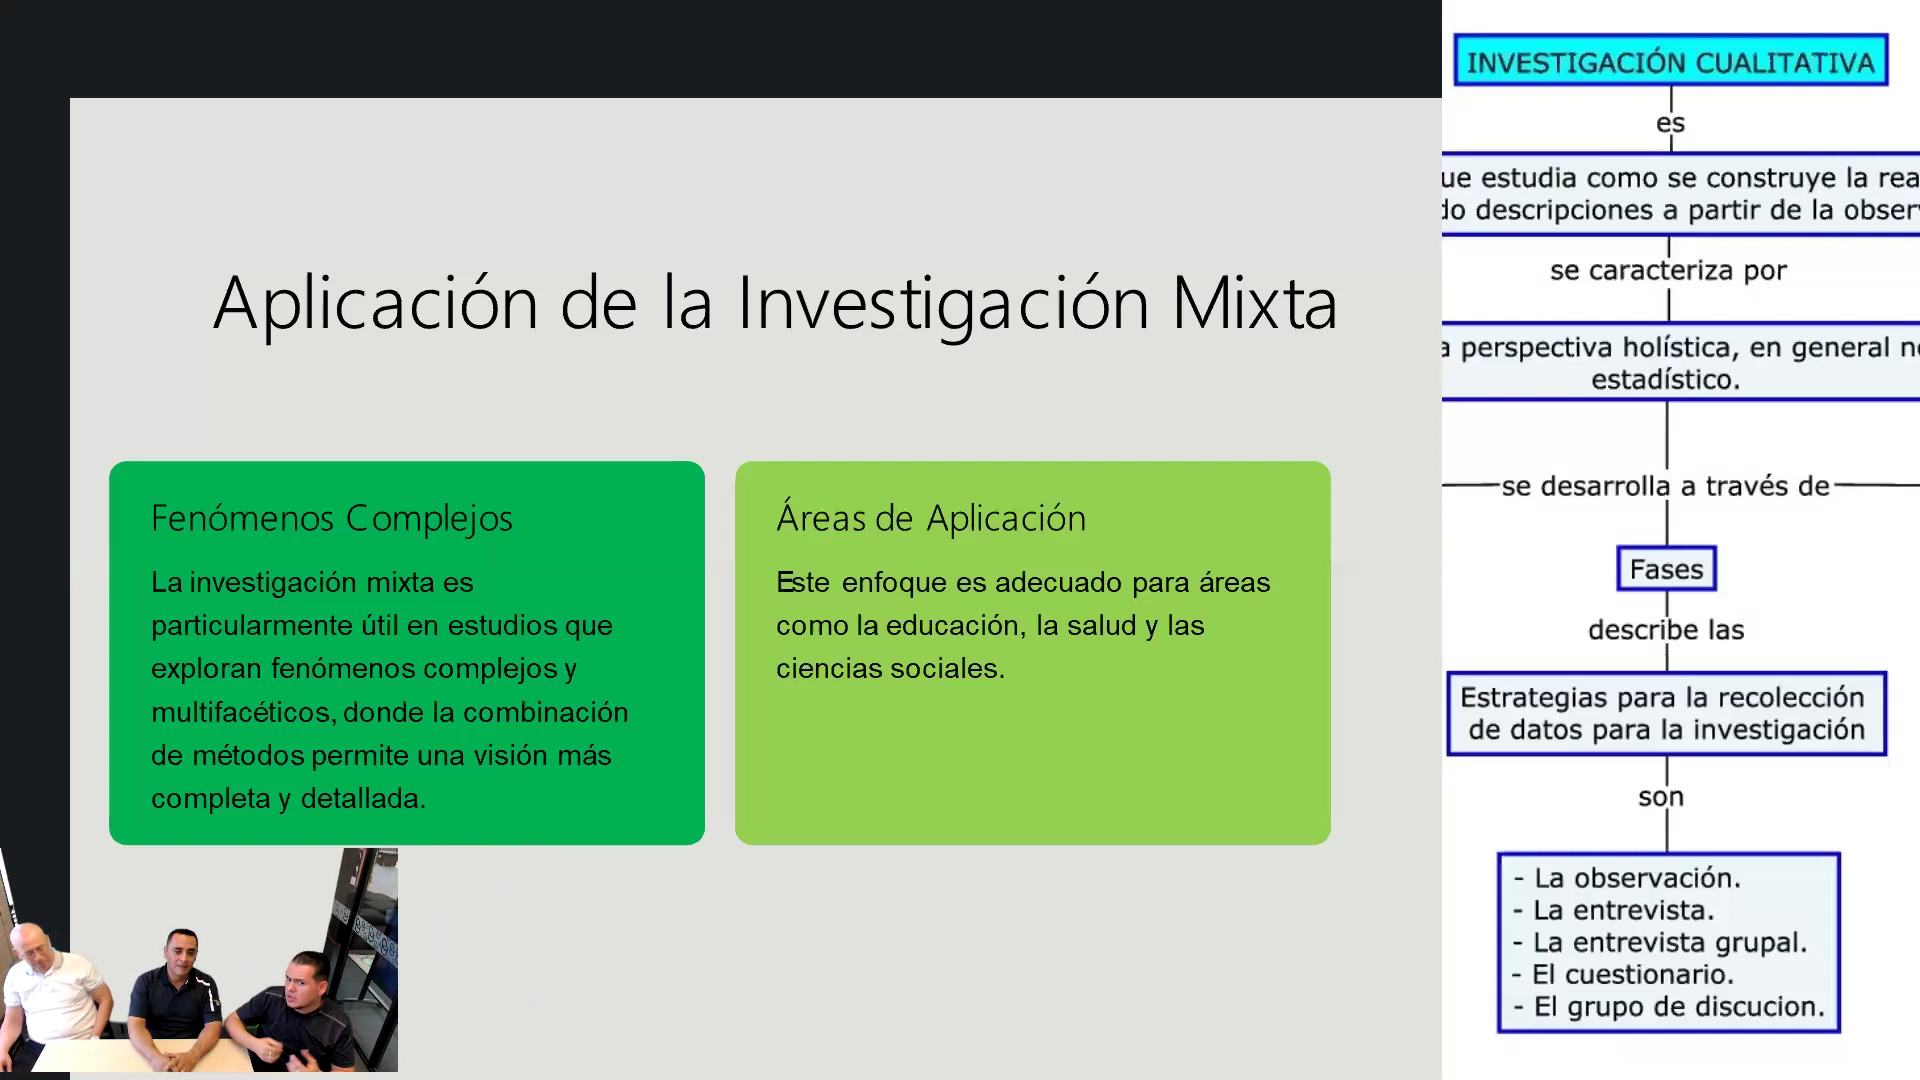 Aplicación de la Investigación Mixta
Fenómenos Complejos
La investigación mixta es
particularmente útil en estudios que
exploran fenómenos complejos y
multifacéticos, donde la combinación
de métodos permite una visión más
completa y detallada.
Áreas de Aplicación
Este enfoque es adecuado para áreas
como la educación, la salud y las
ciencias sociales.
INVESTIGACIÓN CUALITATIVA
es
ue estudia como se construye la rea
do descripciones a partir de la obser
se caracteriza por
a perspectiva holística, en general n
estadístico.
se desarrolla a través de
Fases
describe las
Estrategias para la recolección
de datos para la investigación
son
- La observación.
- La entrevista.
- La entrevista grupal.
- El cuestionario.
- El grupo de discucion.